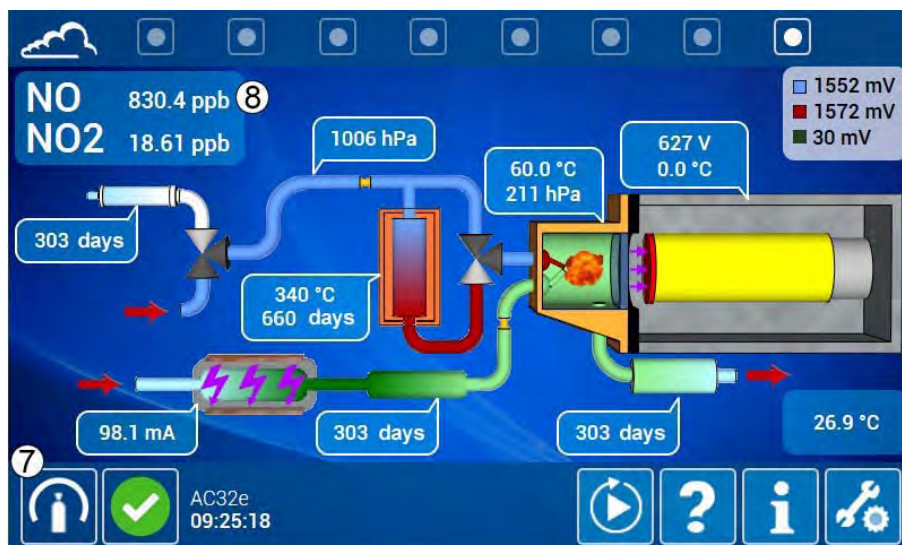 NO 830.4 ppb 8
NO2 18.61 ppb
1552 mV
1572 mV
30 mV
1006 hPa
60.0 °C
211 hPa
627 V
0.0 °C
303 days
340 °C
660 days
98.1 mA
303 days
303 days
26.9 °C
7
AC32e
09:25:18
?
i